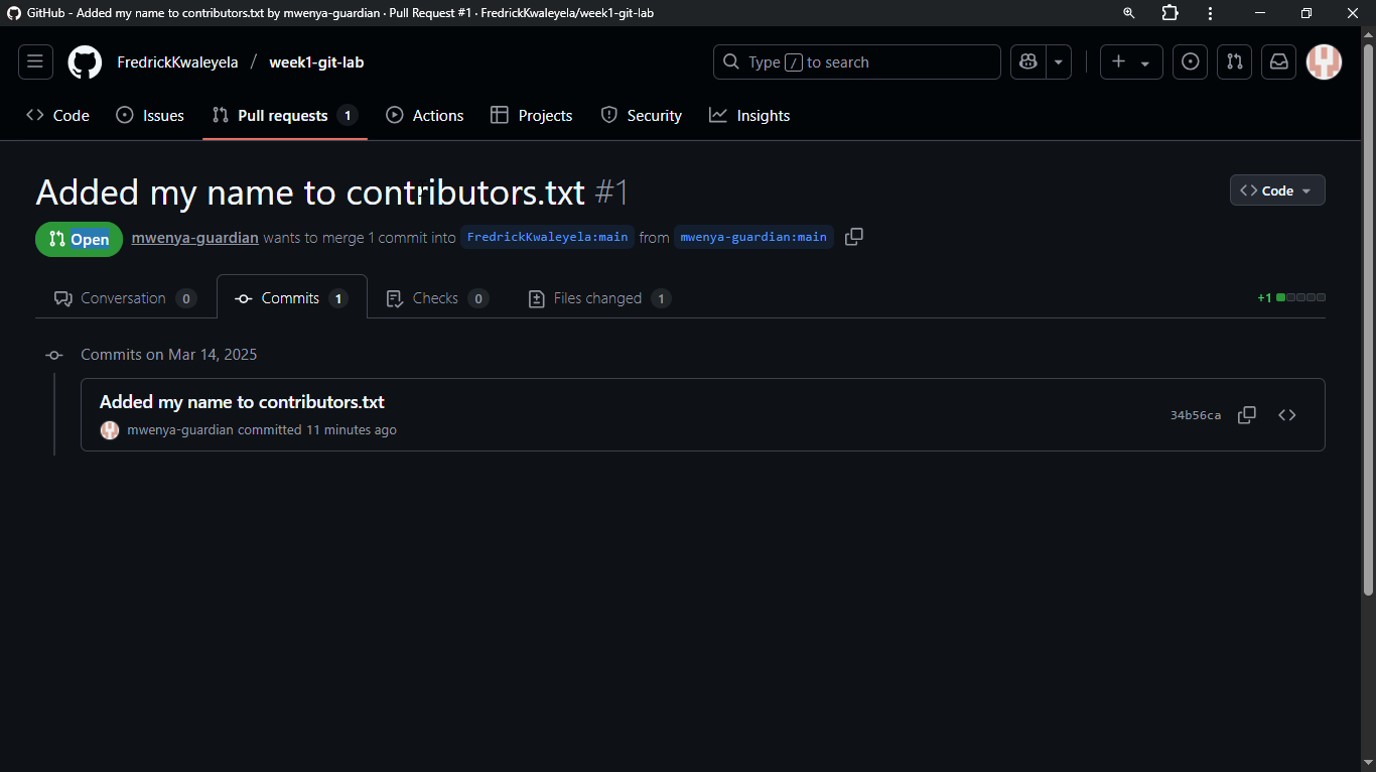 GitHub - Added my name to contributors.txt by mwenya-guardian · Pull Request #1 · FredrickKwaleyela/week1-git-lab
FredrickKwaleyela / week1-git-lab
Type / to search
Code Issues Pull requests 1 Actions Projects Security Insights
Added my name to contributors.txt #1
Code
Open mwenya-guardian wants to merge 1 commit into FredrickKwaleyela:main from mwenya-guardian:main
Conversation 0 Commits 1 Checks 0 Files changed 1 +1
Commits on Mar 14, 2025
Added my name to contributors.txt
34b56ca
mwenya-guardian committed 11 minutes ago